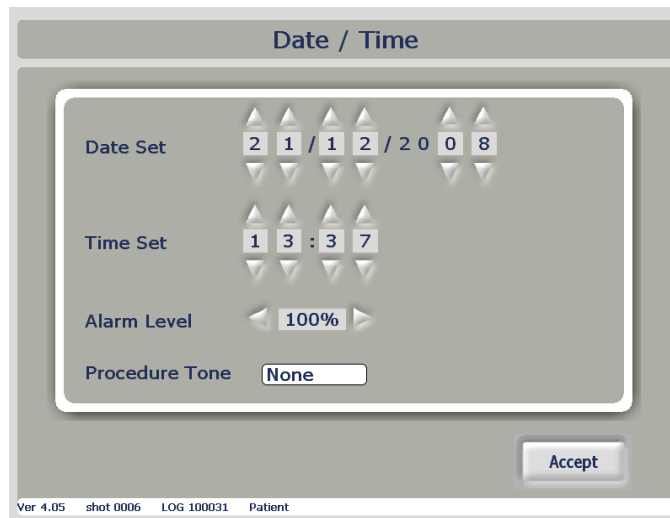 Date / Time
Date Set 2 1 / 1 2 / 2 0 0 8
Time Set 1 3 : 3 7
Alarm Level 100%
Procedure Tone None
Accept
Ver 4.05 shot 0006 LOG 100031 Patient